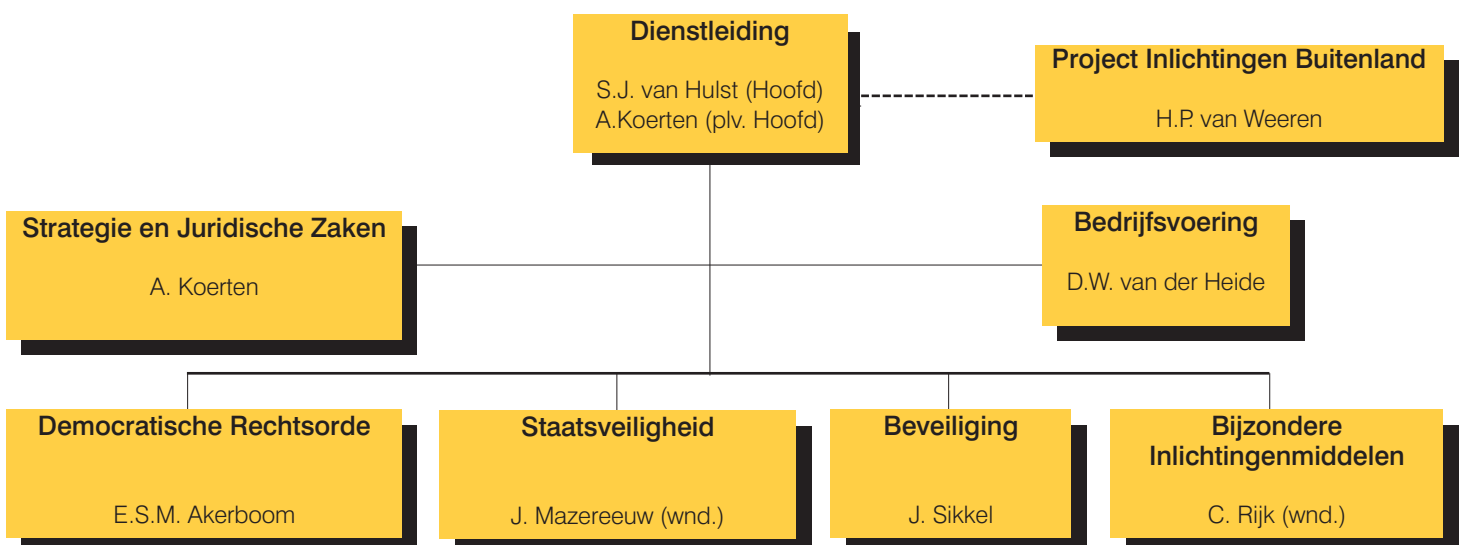 Dienstleiding
S.J. van Hulst (Hoofd)
A.Koerten (plv. Hoofd)
Project Inlichtingen Buitenland
H.P. van Weeren
Strategie en Juridische Zaken
A. Koerten
Bedrijfsvoering
D.W. van der Heide
Democratische Rechtsorde
E.S.M. Akerboom
Staatsveiligheid
J. Mazereeuw (wnd.)
Beveiliging
J. Sikkel
Bijzondere
Inlichtingenmiddelen
C. Rijk (wnd.)